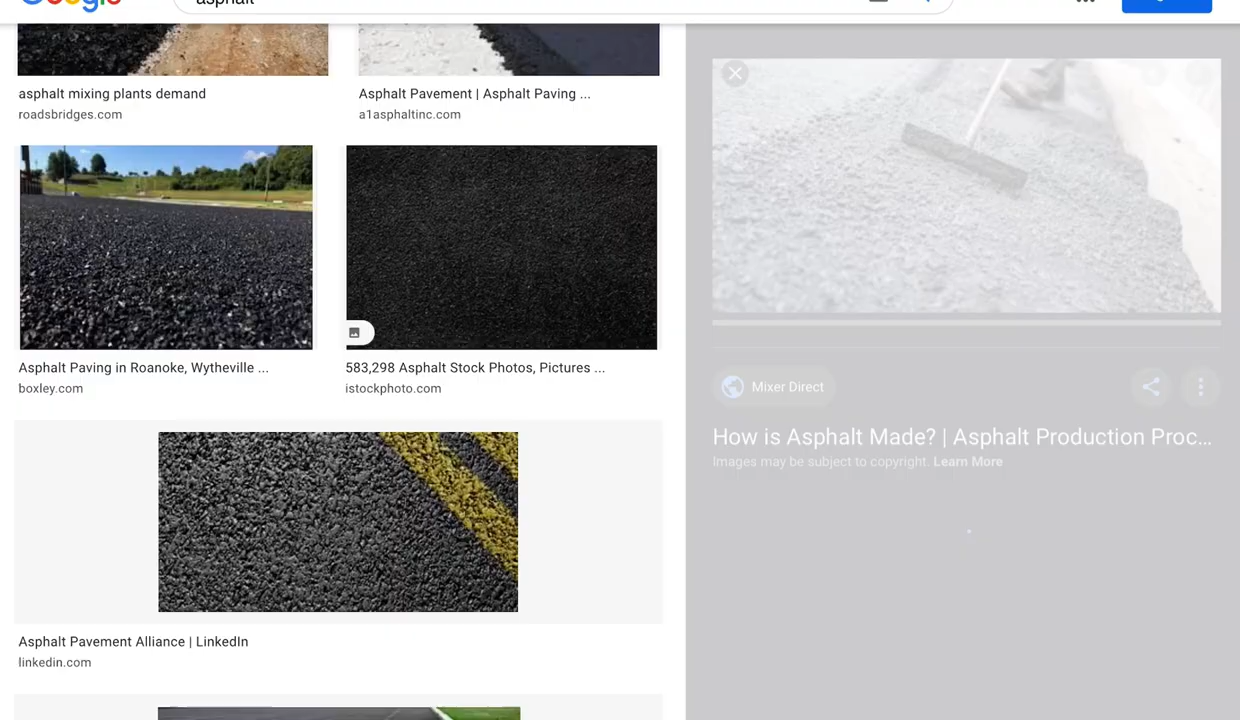 Google
asphalt
asphalt mixing plants demand
roadsbridges.com
Asphalt Pavement | Asphalt Paving ...
a1asphaltinc.com
Asphalt Paving in Roanoke, Wytheville ...
boxley.com
583,298 Asphalt Stock Photos, Pictures ...
istockphoto.com
Asphalt Pavement Alliance | LinkedIn
linkedin.com
Mixer Direct
How is Asphalt Made? | Asphalt Production Proc...
Images may be subject to copyright. Learn More